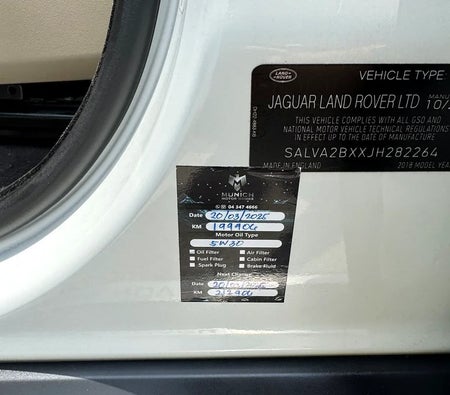 LAND-
ROVER
VEHICLE TYPE:
JAGUAR LAND ROVER LTD
10/
THIS VEHICLE COMPLIES WITH ALL GSO AND
NATIONAL MOTOR VEHICLE TECHNICAL REGULATIONS
IN EFFECT UP TO THE DATE OF MANUFACTURE
SALVA2BXXJH282264
MADE IN ENGLAND
2018 MODEL YEAR
MUNICH
04 347 4666
Date 20/03/2025
KM 199906
Motor Oil Type
5W30
Oil Filter Air Filter
Fuel Filter Cabin Filter
Spark Plug Brake Fluid
Next Change
Date
KM 212906